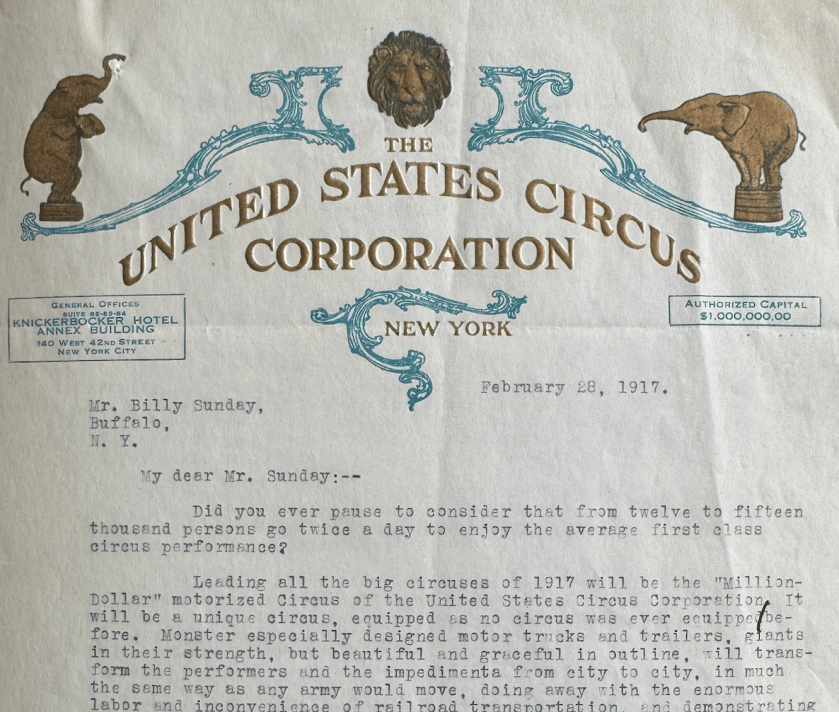 THE
UNITED STATES CIRCUS
CORPORATION
NEW YORK
GENERAL OFFICES
SUITE 82-83-84
KNICKERBOCKER HOTEL
ANNEX BUILDING
140 WEST 42ND STREET -
NEW YORK CITY
AUTHORIZED CAPITAL
$1,000,000,00
February 28, 1917.
Mr. Billy Sunday,
Buffalo,
N. Y.
My dear Mr. Sunday:--
Did you ever pause to consider that from twelve to fifteen
thousand persons go twice a day to enjoy the average first class
circus performance?
Leading all the big circuses of 1917 will be the "Million-
Dollar" motorized Circus of the United States Circus Corporation. It
will be a unique circus, equipped as no circus was ever equipped/be-
fore. Monster especially designed motor trucks and trailers, giants
in their strength, but beautiful and graceful in outline, will trans-
form the performers and the impedimenta from city to city, in much
the same way as any army would move, doing away with the enormous
labor and inconvenience of railroad transportation, and demonstrating